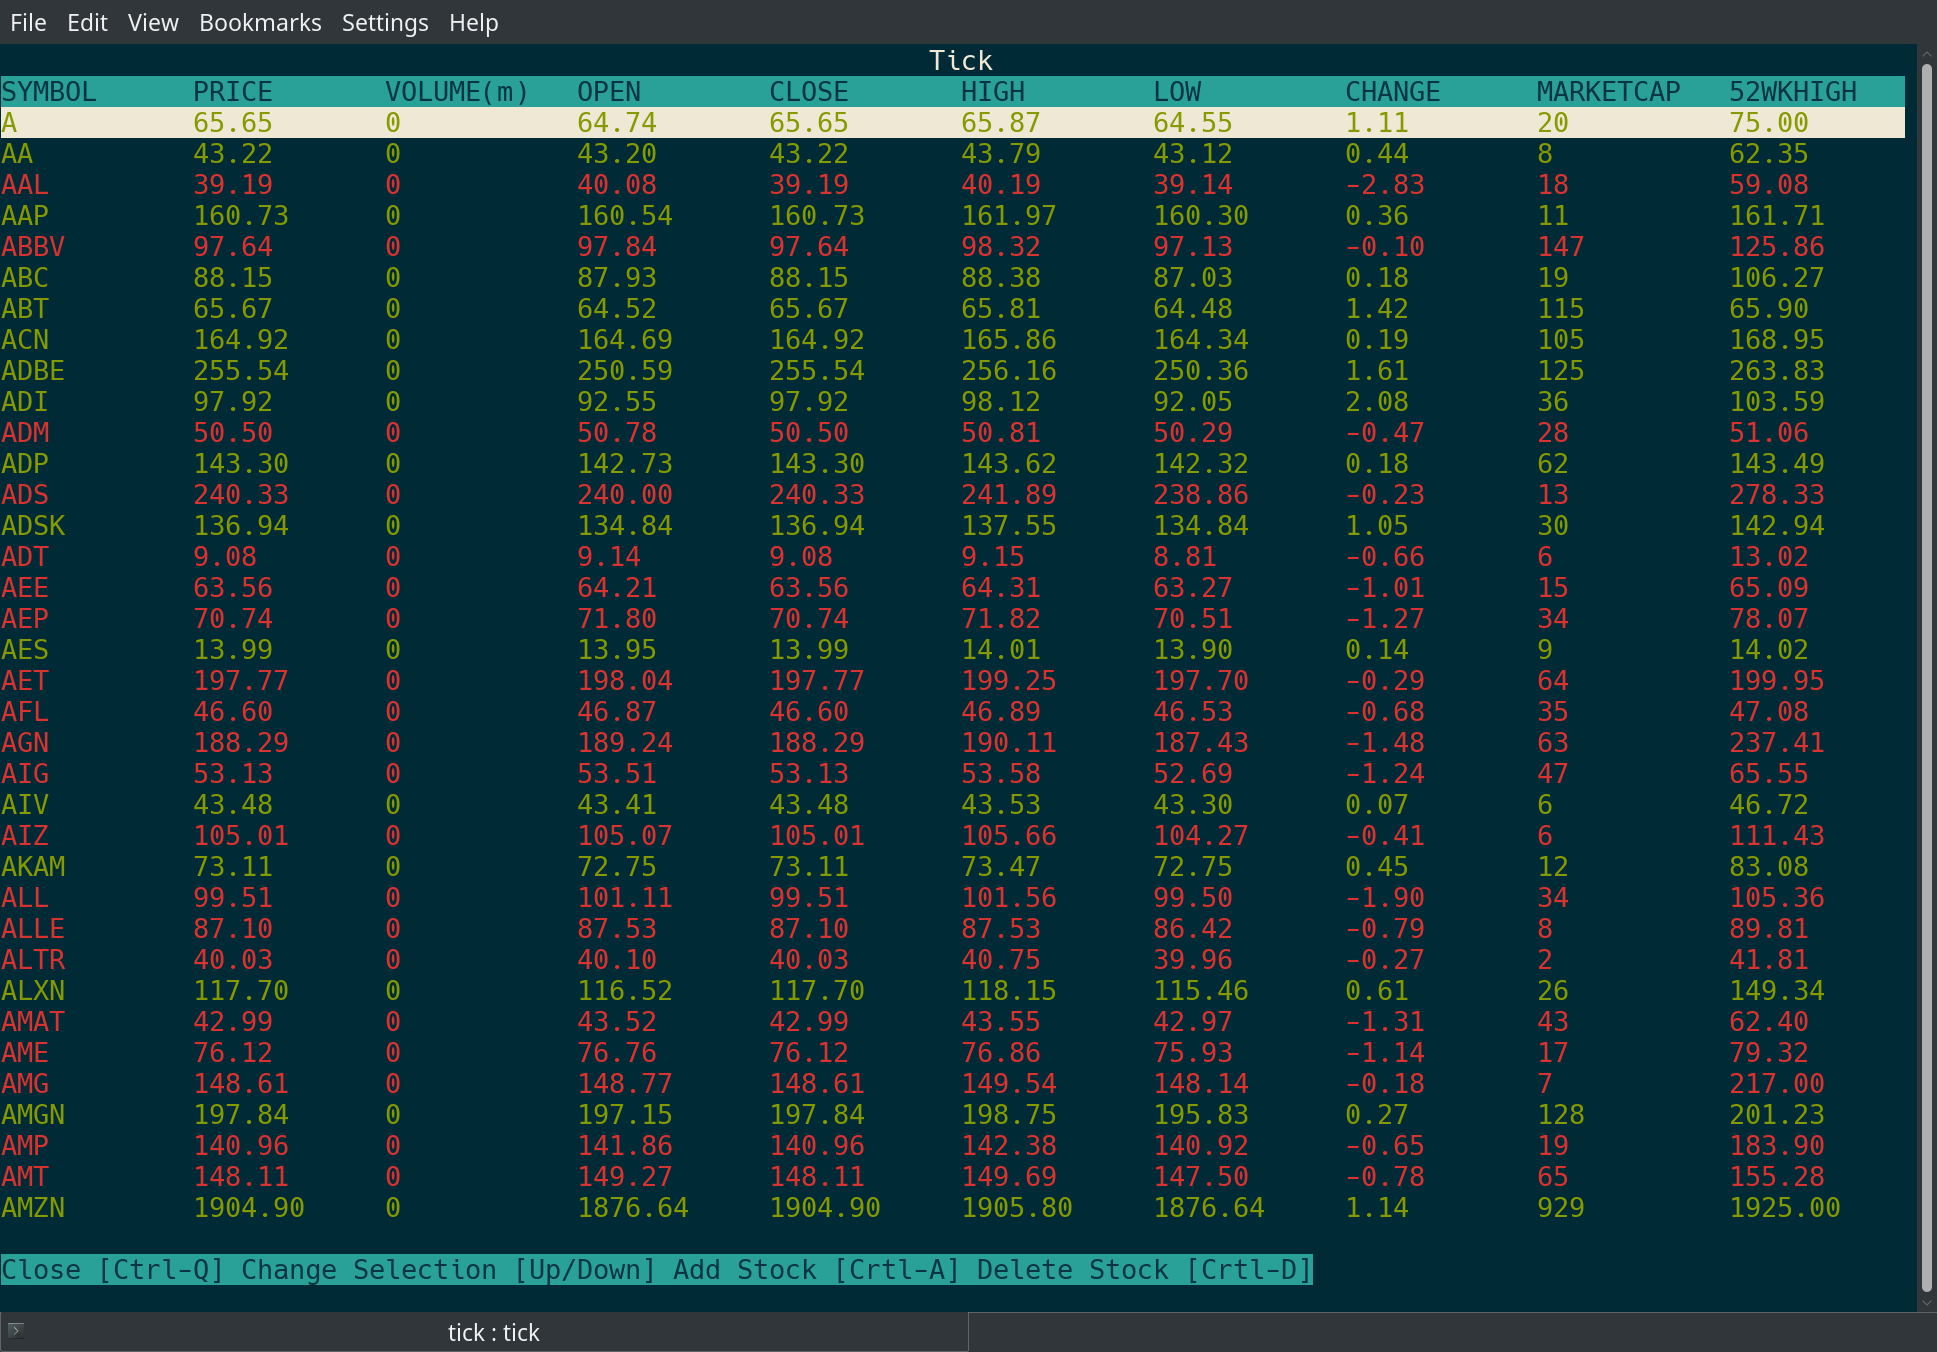 File Edit View Bookmarks Settings Help
Tick
SYMBOL PRICE VOLUME(m) OPEN CLOSE HIGH LOW CHANGE MARKETCAP 52WKHIGH
A 65.65 0 64.74 65.65 65.87 64.55 1.11 20 75.00
AA 43.22 0 43.20 43.22 43.79 43.12 0.44 8 62.35
AAL 39.19 0 40.08 39.19 40.19 39.14 -2.83 18 59.08
AAP 160.73 0 160.54 160.73 161.97 160.30 0.36 11 161.71
ABBV 97.64 0 97.84 97.64 98.32 97.13 -0.10 147 125.86
ABC 88.15 0 87.93 88.15 88.38 87.03 0.18 19 106.27
ABT 65.67 0 64.52 65.67 65.81 64.48 1.42 115 65.90
ACN 164.92 0 164.69 164.92 165.86 164.34 0.19 105 168.95
ADBE 255.54 0 250.59 255.54 256.16 250.36 1.61 125 263.83
ADI 97.92 0 92.55 97.92 98.12 92.05 2.08 36 103.59
ADM 50.50 0 50.78 50.50 50.81 50.29 -0.47 28 51.06
ADP 143.30 0 142.73 143.30 143.62 142.32 0.18 62 143.49
ADS 240.33 0 240.00 240.33 241.89 238.86 -0.23 13 278.33
ADSK 136.94 0 134.84 136.94 137.55 134.84 1.05 30 142.94
ADT 9.08 0 9.14 9.08 9.15 8.81 -0.66 6 13.02
AEE 63.56 0 64.21 63.56 64.31 63.27 -1.01 15 65.09
AEP 70.74 0 71.80 70.74 71.82 70.51 -1.27 34 78.07
AES 13.99 0 13.95 13.99 14.01 13.90 0.14 9 14.02
AET 197.77 0 198.04 197.77 199.25 197.70 -0.29 64 199.95
AFL 46.60 0 46.87 46.60 46.89 46.53 -0.68 35 47.08
AGN 188.29 0 189.24 188.29 190.11 187.43 -1.48 63 237.41
AIG 53.13 0 53.51 53.13 53.58 52.69 -1.24 47 65.55
AIV 43.48 0 43.41 43.48 43.53 43.30 0.07 6 46.72
AIZ 105.01 0 105.07 105.01 105.66 104.27 -0.41 6 111.43
AKAM 73.11 0 72.75 73.11 73.47 72.75 0.45 12 83.08
ALL 99.51 0 101.11 99.51 101.56 99.50 -1.90 34 105.36
ALLE 87.10 0 87.53 87.10 87.53 86.42 -0.79 8 89.81
ALTR 40.03 0 40.10 40.03 40.75 39.96 -0.27 2 41.81
ALXN 117.70 0 116.52 117.70 118.15 115.46 0.61 26 149.34
AMAT 42.99 0 43.52 42.99 43.55 42.97 -1.31 43 62.40
AME 76.12 0 76.76 76.12 76.86 75.93 -1.14 17 79.32
AMG 148.61 0 148.77 148.61 149.54 148.14 -0.18 7 217.00
AMGN 197.84 0 197.15 197.84 198.75 195.83 0.27 128 201.23
AMP 140.96 0 141.86 140.96 142.38 140.92 -0.65 19 183.90
AMT 148.11 0 149.27 148.11 149.69 147.50 -0.78 65 155.28
AMZN 1904.90 0 1876.64 1904.90 1905.80 1876.64 1.14 929 1925.00
Close [Ctrl-Q] Change Selection [Up/Down] Add Stock [Crtl-A] Delete Stock [Crtl-D]
tick : tick